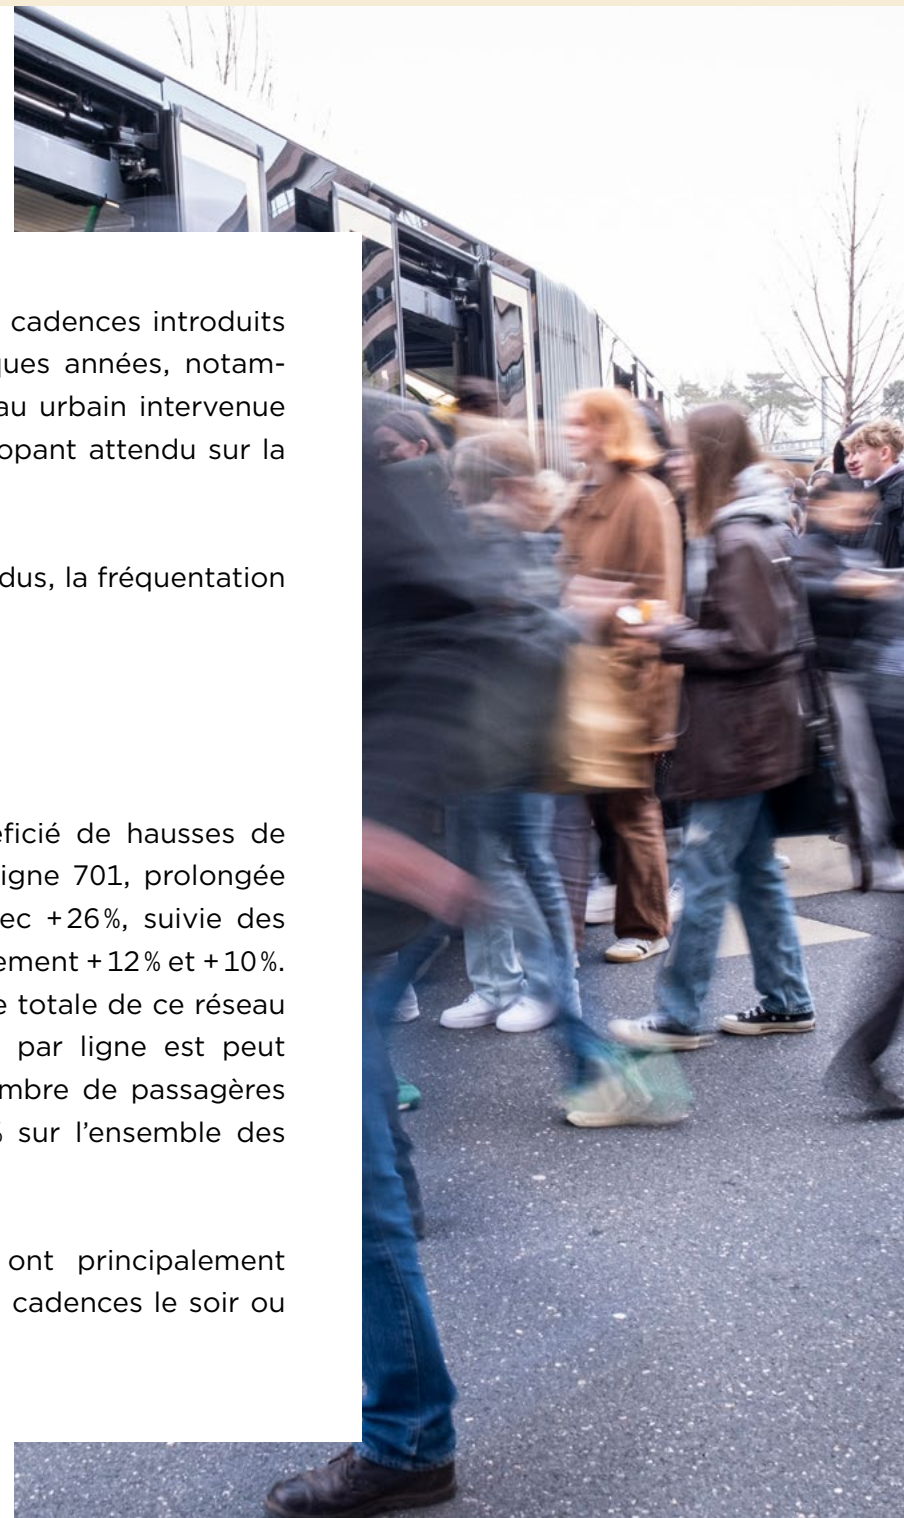 cadences introduits
ques années, notam-
au urbain intervenue
opant attendu sur la
dus, la fréquentation
éficié de hausses de
igne 701, prolongée
ec +26%, suivie des
ement +12% et +10%.
e totale de ce réseau
par ligne est peut
mbre de passagères
% sur l'ensemble des
ont principalement
cadences le soir ou